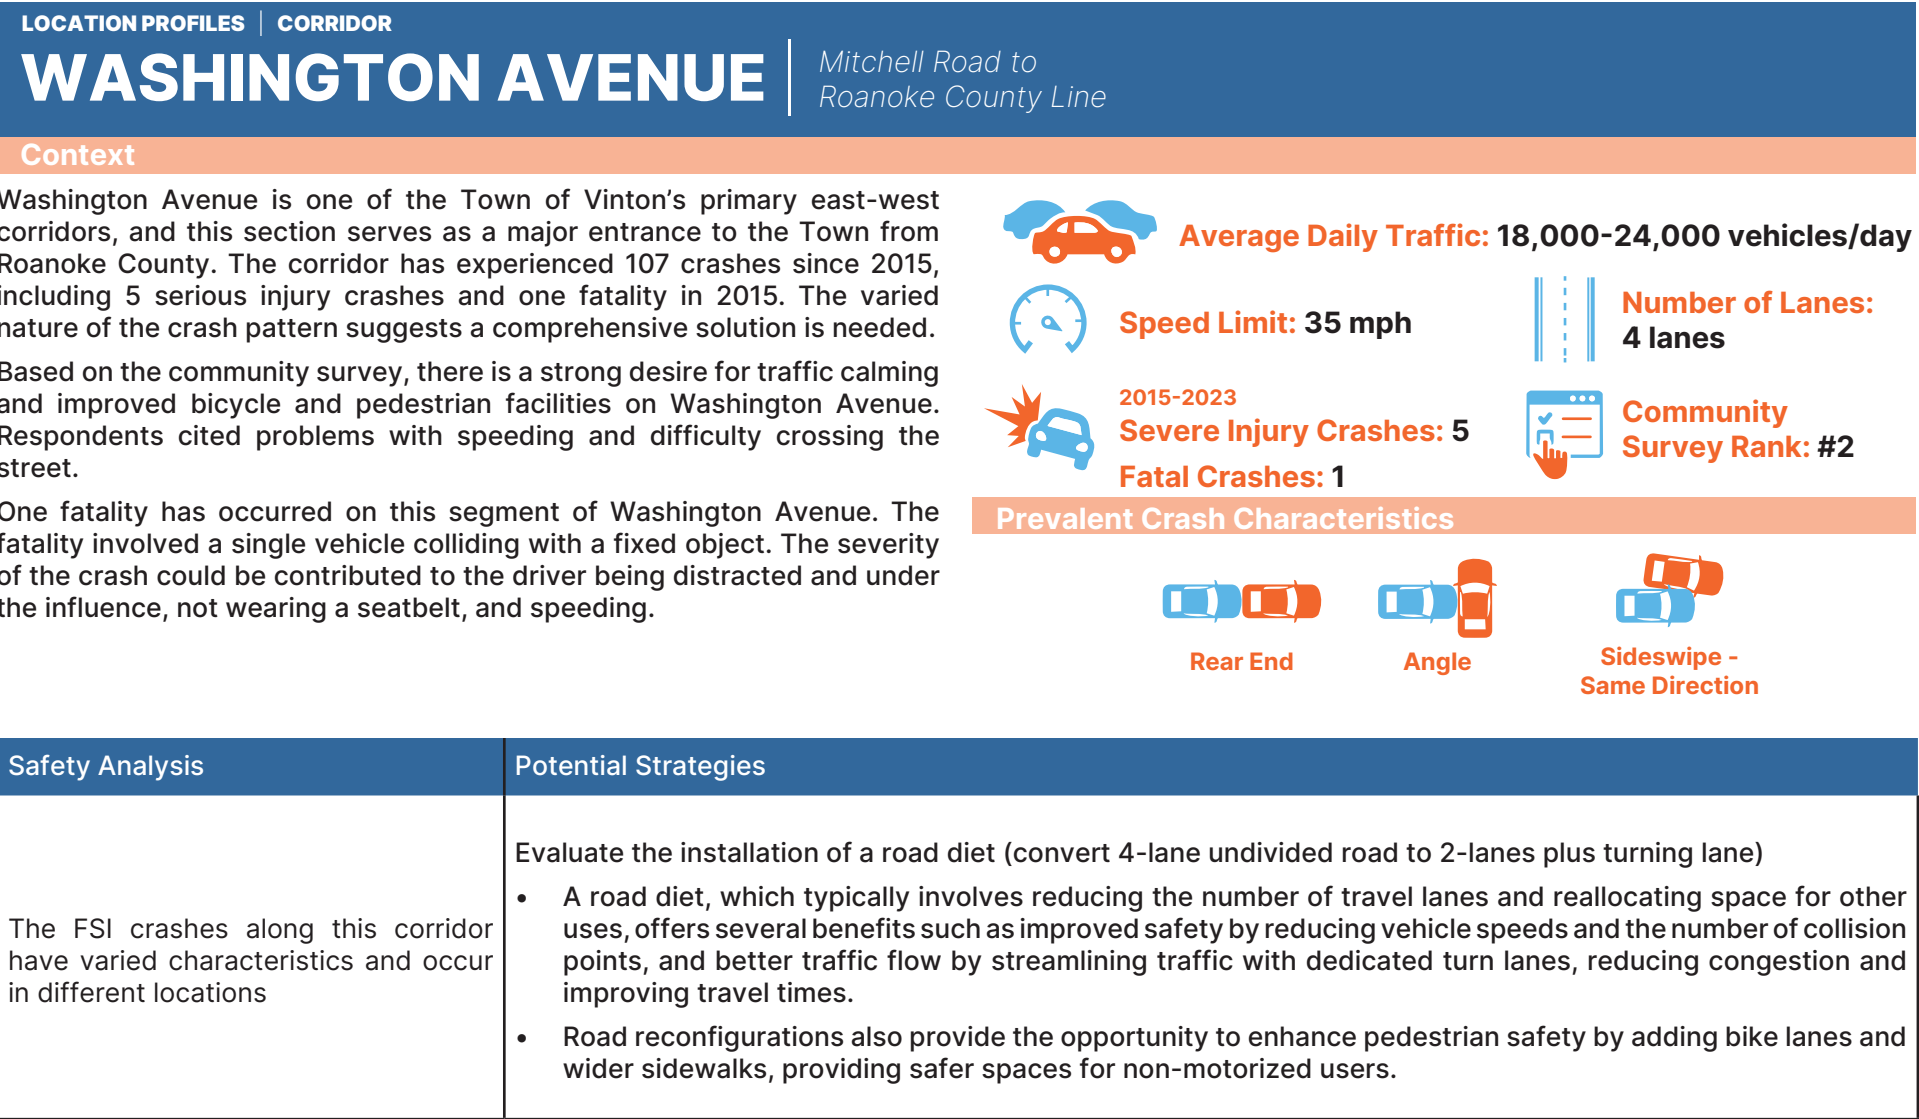 LOCATION PROFILES | CORRIDOR
WASHINGTON AVENUE
Mitchell Road to
Roanoke County Line
Context
Washington Avenue is one of the Town of Vinton’s primary east-west
corridors, and this section serves as a major entrance to the Town from
Roanoke County. The corridor has experienced 107 crashes since 2015,
including 5 serious injury crashes and one fatality in 2015. The varied
nature of the crash pattern suggests a comprehensive solution is needed.
Based on the community survey, there is a strong desire for traffic calming
and improved bicycle and pedestrian facilities on Washington Avenue.
Respondents cited problems with speeding and difficulty crossing the
street.
One fatality has occurred on this segment of Washington Avenue. The
fatality involved a single vehicle colliding with a fixed object. The severity
of the crash could be contributed to the driver being distracted and under
the influence, not wearing a seatbelt, and speeding.
Average Daily Traffic: 18,000-24,000 vehicles/day
Speed Limit: 35 mph
Number of Lanes:
4 lanes
2015-2023
Severe Injury Crashes: 5
Fatal Crashes: 1
Community
Survey Rank: #2
Prevalent Crash Characteristics
Rear End
Angle
Sideswipe -
Same Direction
Safety Analysis
Potential Strategies
The FSI crashes along this corridor
have varied characteristics and occur
in different locations
Evaluate the installation of a road diet (convert 4-lane undivided road to 2-lanes plus turning lane)
• A road diet, which typically involves reducing the number of travel lanes and reallocating space for other
uses, offers several benefits such as improved safety by reducing vehicle speeds and the number of collision
points, and better traffic flow by streamlining traffic with dedicated turn lanes, reducing congestion and
improving travel times.
• Road reconfigurations also provide the opportunity to enhance pedestrian safety by adding bike lanes and
wider sidewalks, providing safer spaces for non-motorized users.